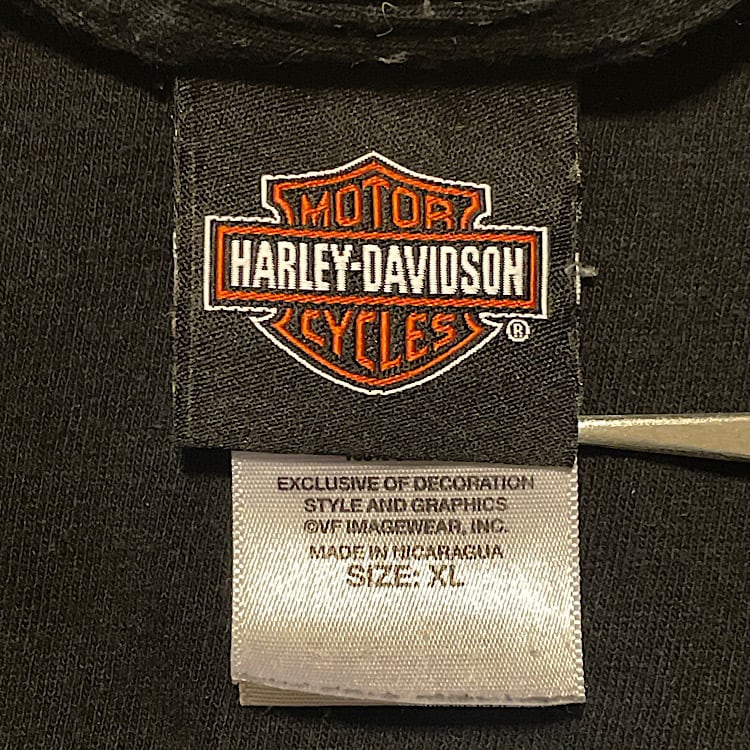 MOTOR
HARLEY-DAVIDSON
CYCLES ®
EXCLUSIVE OF DECORATION
STYLE AND GRAPHICS
©VF IMAGEWEAR, INC.
MADE IN NICARAGUA
SIZE: XL